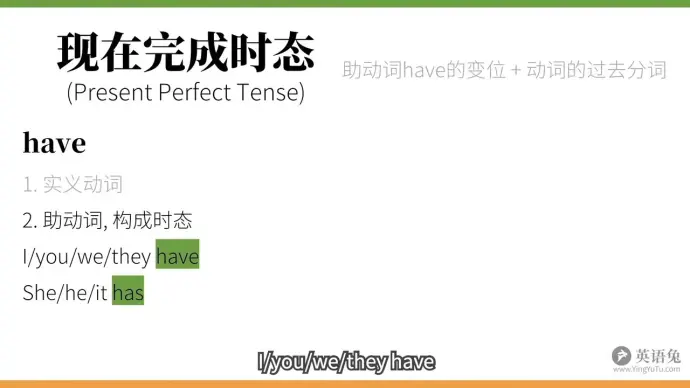 现在完成时态
(Present Perfect Tense)
助动词have的变位 + 动词的过去分词
have
1. 实义动词
2. 助动词, 构成时态
I/you/we/they have
She/he/it has
I/you/we/they have
英语兔
www.YingYuTu.com